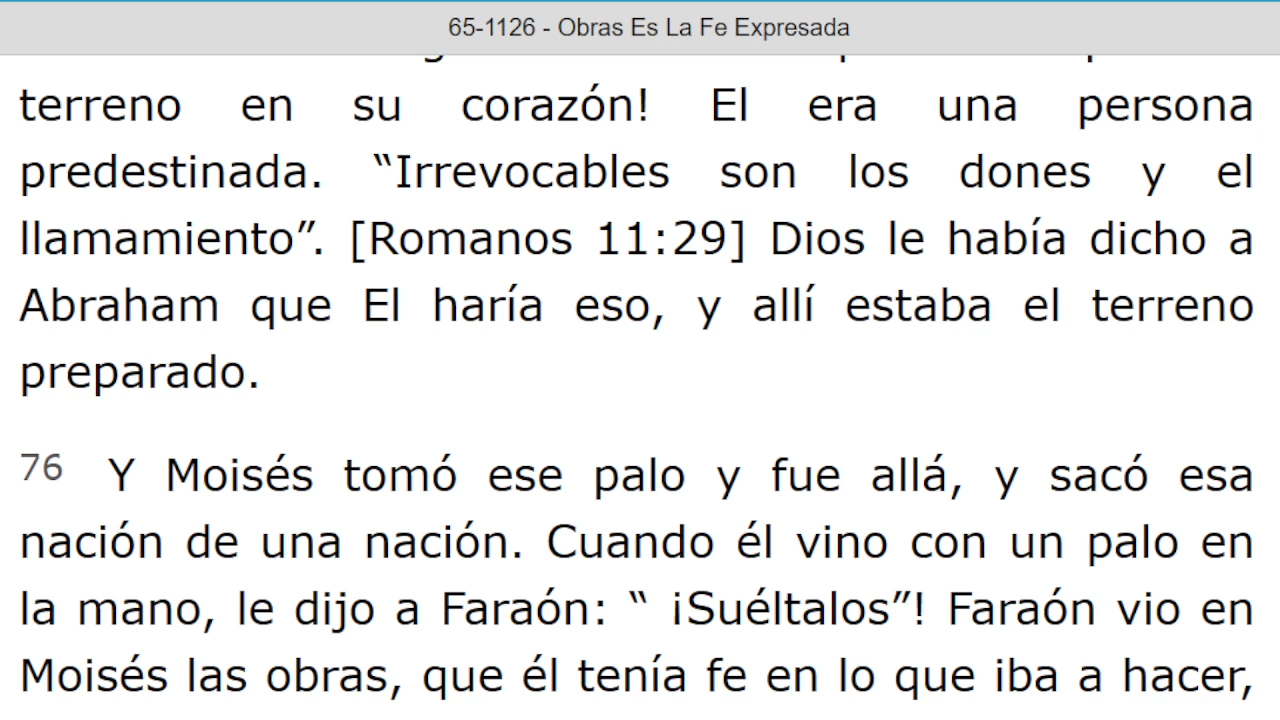 65-1126 - Obras Es La Fe Expresada
terreno en su corazón! El era una persona
predestinada. “Irrevocables son los dones y el
llamamiento”. [Romanos 11:29] Dios le había dicho a
Abraham que El haría eso, y allí estaba el terreno
preparado.
76 Y Moisés tomó ese palo y fue allá, y sacó esa
nación de una nación. Cuando él vino con un palo en
la mano, le dijo a Faraón: “ ¡Suéltalos”! Faraón vio en
Moisés las obras, que él tenía fe en lo que iba a hacer,